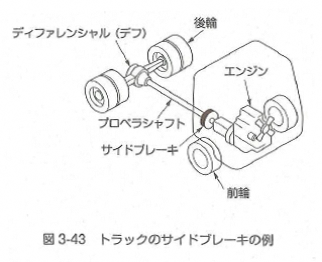 後輪
ディファレンシャル（デフ）
エンジン
プロペラシャフト
サイドブレーキ
前輪
図3-43　トラックのサイドブレーキの例